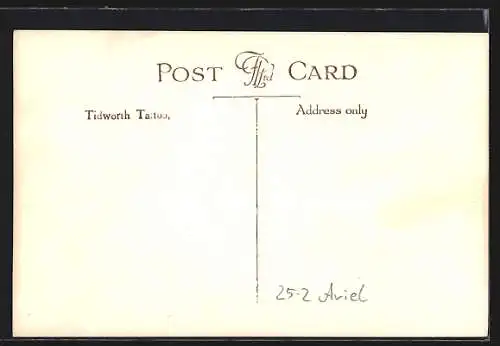 POST CARD
Tidworth Tattoo,
Address only
25-2 Ariel